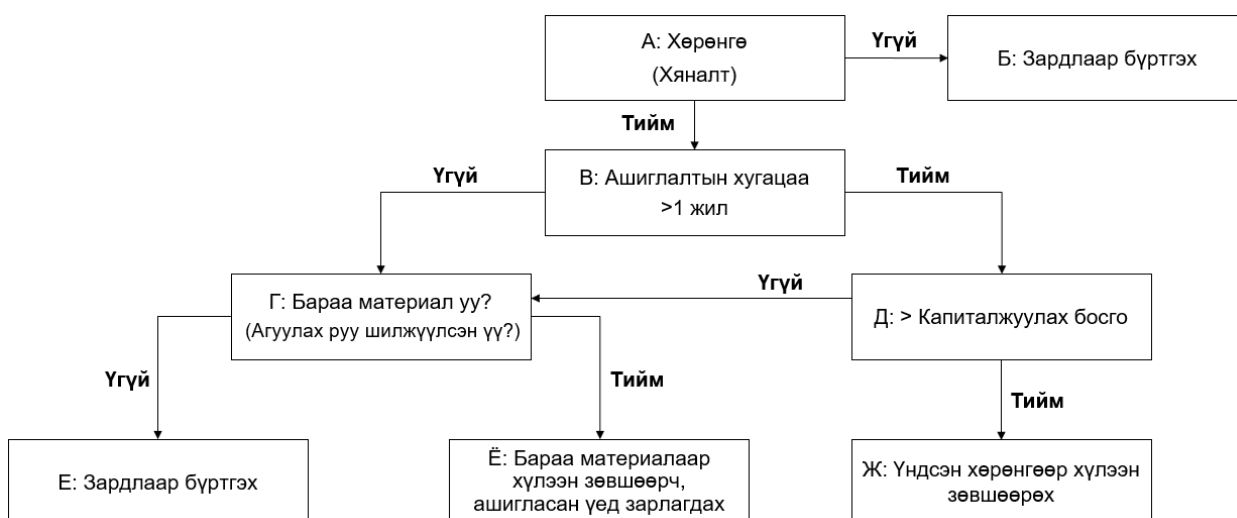 А: Хөрөнгө
(Хяналт)
Үгүй
Б: Зардлаар бүртгэх
Тийм
Үгүй
В: Ашиглалтын хугацаа
>1 жил
Тийм
Г: Бараа материал уу?
(Агуулах руу шилжүүлсэн үү?)
Үгүй
Д: > Капиталжуулах босго
Үгүй
Тийм
Тийм
Е: Зардлаар бүртгэх
Ё: Бараа материалаар
хүлээн зөвшөөрч,
ашигласан үед зарлагдах
Ж: Үндсэн хөрөнгөөр хүлээн
зөвшөөрөх